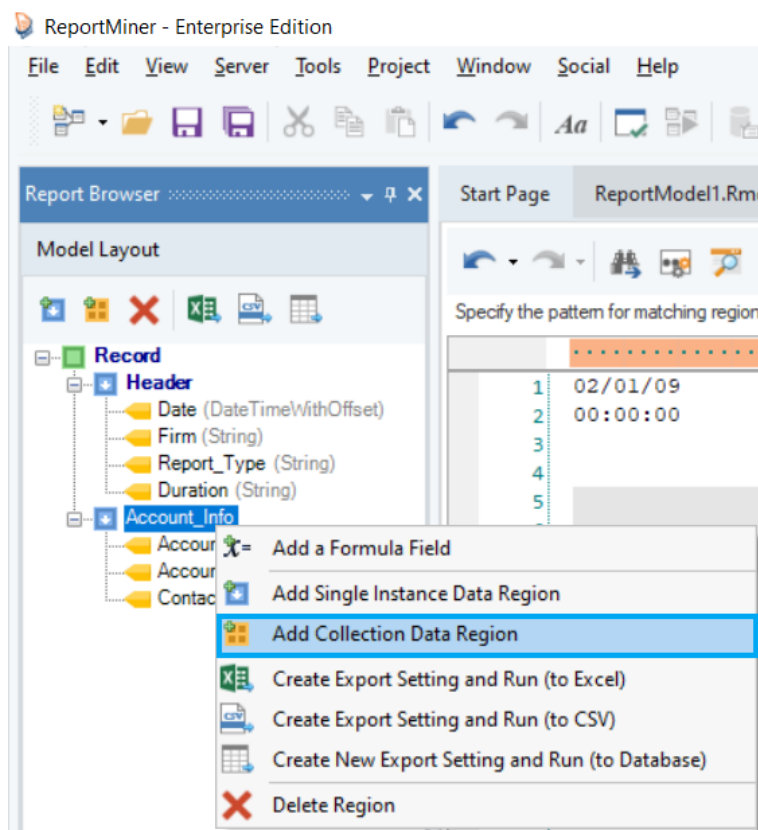 ReportMiner - Enterprise Edition
File Edit View Server Tools Project Window Social Help
Aa
Report Browser
Start Page ReportModel1.Rm
Model Layout
Specify the pattern for matching region
Record
Header
Date (DateTimeWithOffset)
Firm (String)
Report_Type (String)
Duration (String)
Account_Info
Accour
Accour
Contac
1 02/01/09
2 00:00:00
3
4
5
Add a Formula Field
Add Single Instance Data Region
Add Collection Data Region
Create Export Setting and Run (to Excel)
Create Export Setting and Run (to CSV)
Create New Export Setting and Run (to Database)
Delete Region